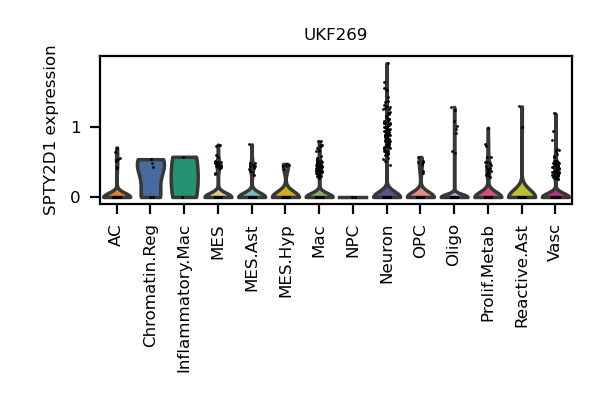 UKF269
SPTY2D1 expression
1
0
AC
Chromatin.Reg
Inflammatory.Mac
MES
MES.Ast
MES.Hyp
Mac
NPC
Neuron
OPC
Oligo
Prolif.Metab
Reactive.Ast
Vasc